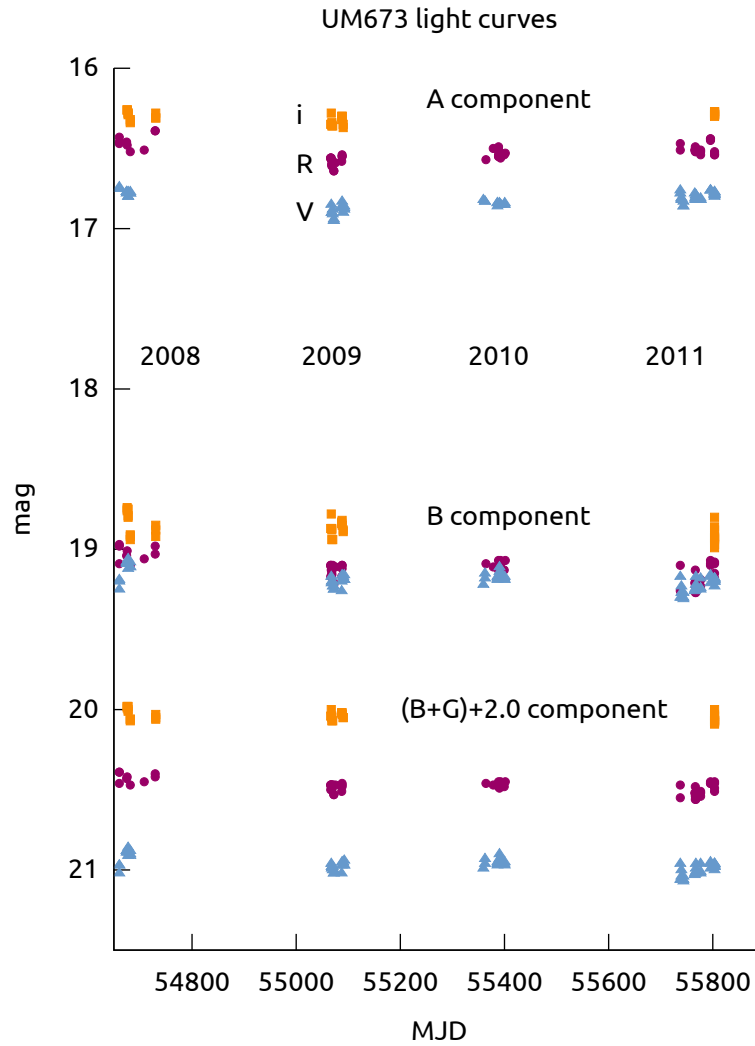 UM673 light curves
16
i
A component
R
V
17
2008 2009 2010 2011
18
mag
B component
19
20
(B+G)+2.0 component
21
54800 55000 55200 55400 55600 55800
MJD